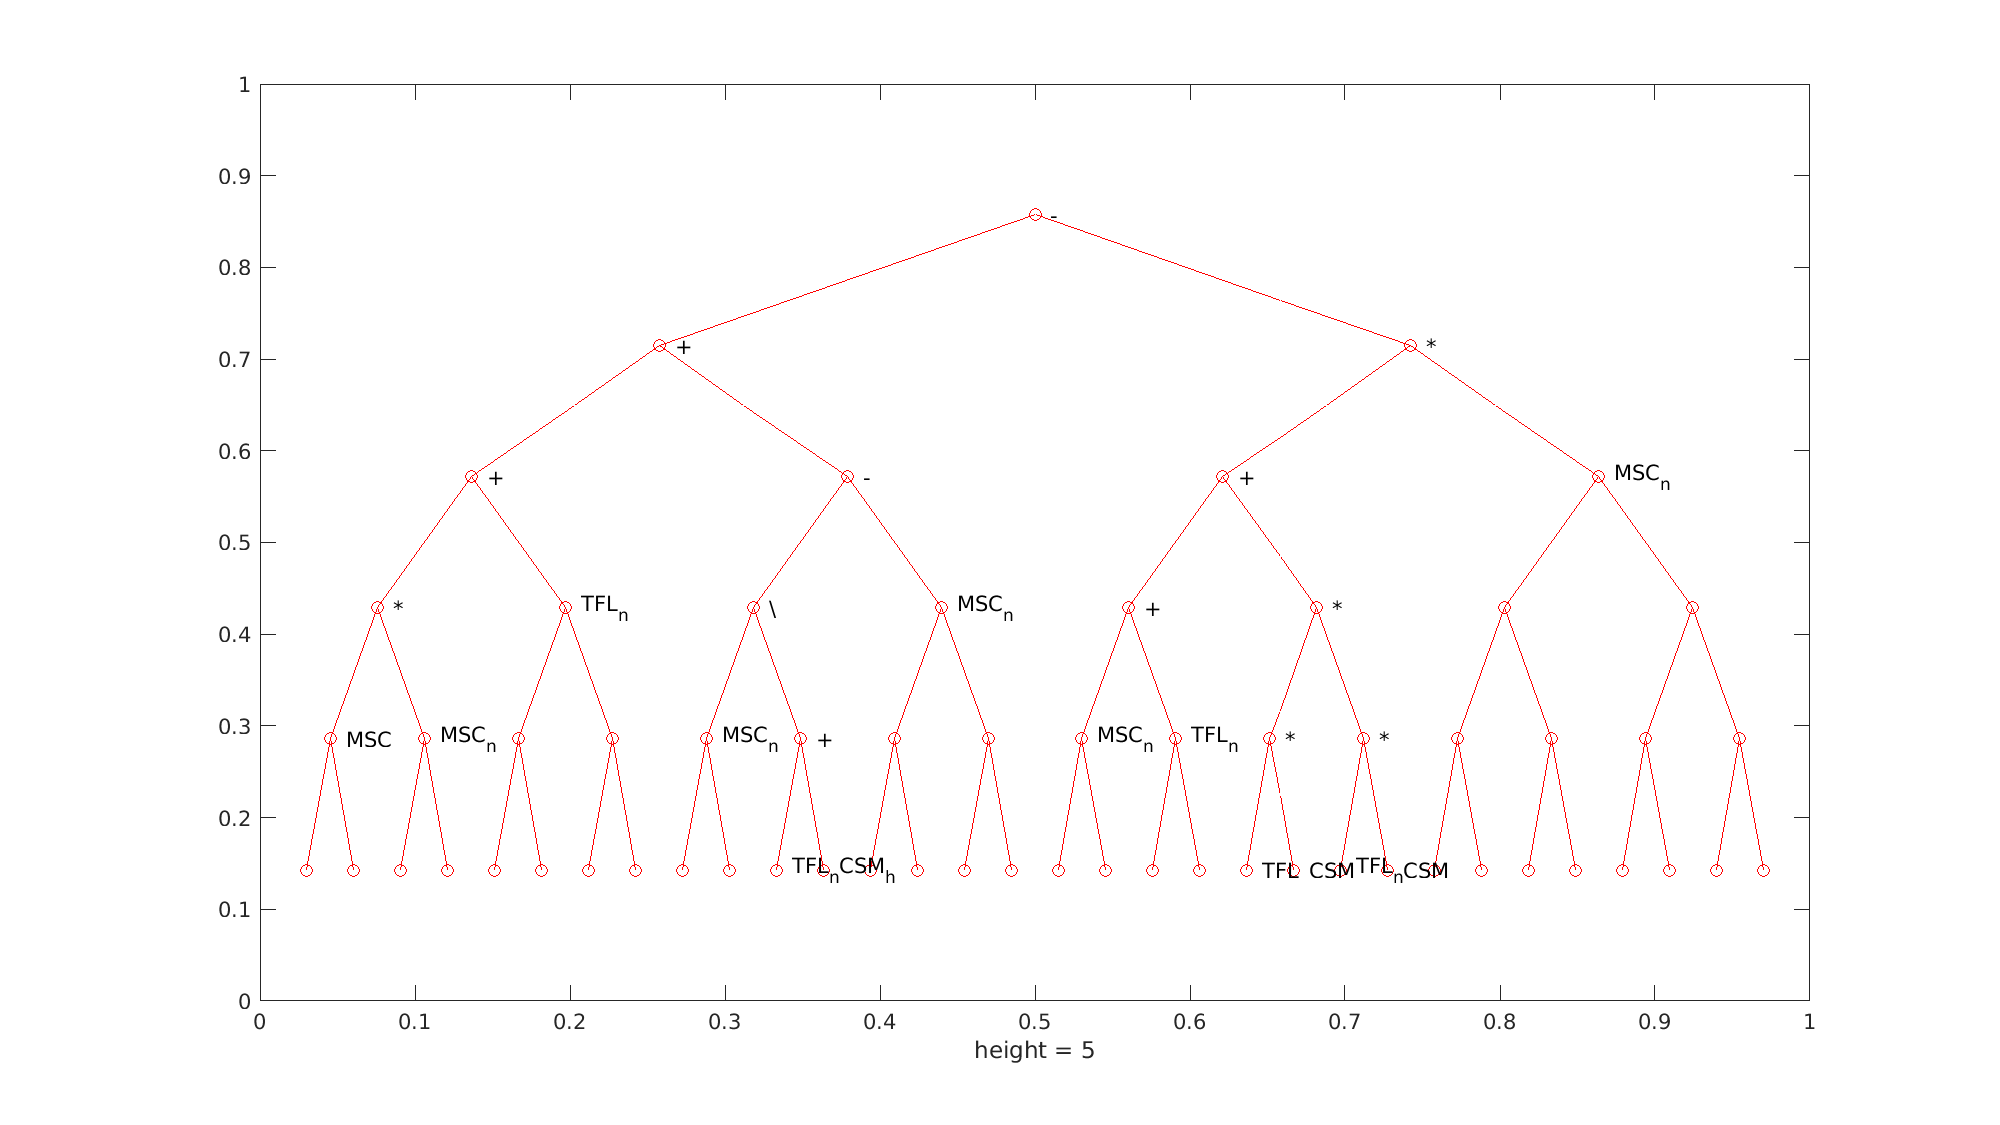 1
0.9
-
0.8
+ *
0.7
0.6
+ - + MSCn
0.5
* TFLn \ MSCn + *
0.4
0.3
MSC MSCn MSCn + MSCn TFLn * *
0.2
TFLn CSMh TFL CSM TFLn CSM
0.1
0
0 0.1 0.2 0.3 0.4 0.5 0.6 0.7 0.8 0.9 1
height = 5